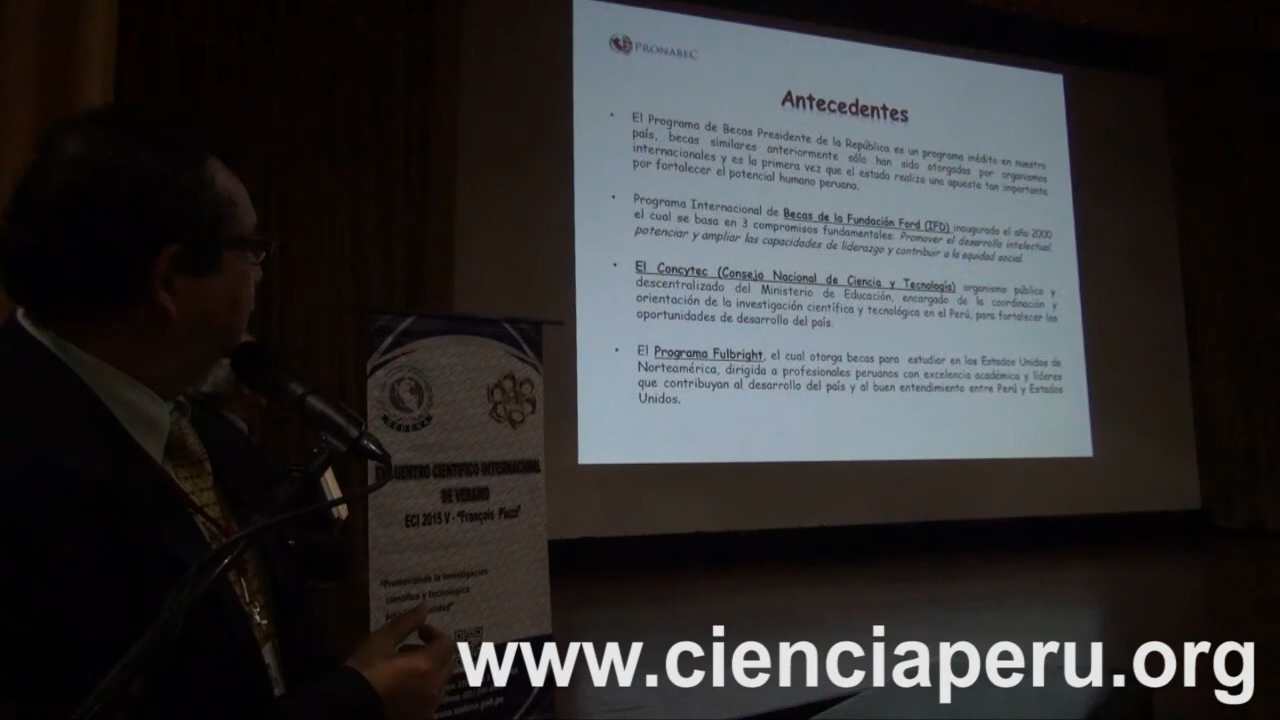 PRONABEC
Antecedentes
• El Programa de Becas Presidente de la República es un programa inédito en nuestro
país, becas similares anteriormente sólo han sido otorgadas por organismos
internacionales y es la primera vez que el estado realiza una apuesta tan importante
por fortalecer el potencial humano peruano.
• Programa Internacional de Becas de la Fundación Ford (IFD) inaugurado el año 2000
el cual se basa en 3 compromisos fundamentales: Promover el desarrollo intelectual,
potenciar y ampliar las capacidades de liderazgo y contribuir a la equidad social.
• El Concytec (Consejo Nacional de Ciencia y Tecnología) organismo público y
descentralizado del Ministerio de Educación, encargado de la coordinación y
orientación de la investigación científica y tecnológica en el Perú, para fortalecer las
oportunidades de desarrollo del país.
• El Programa Fulbright, el cual otorga becas para estudiar en los Estados Unidos de
Norteamérica, dirigida a profesionales peruanos con excelencia académica y líderes
que contribuyan al desarrollo del país y al buen entendimiento entre Perú y Estados
Unidos.
CIENTIFICO INTERNACIONAL
DE VERANO
ECI 2015 V - "François
"Promoviendo la investigación
científica y tecnológica
www.cienciaperu.org